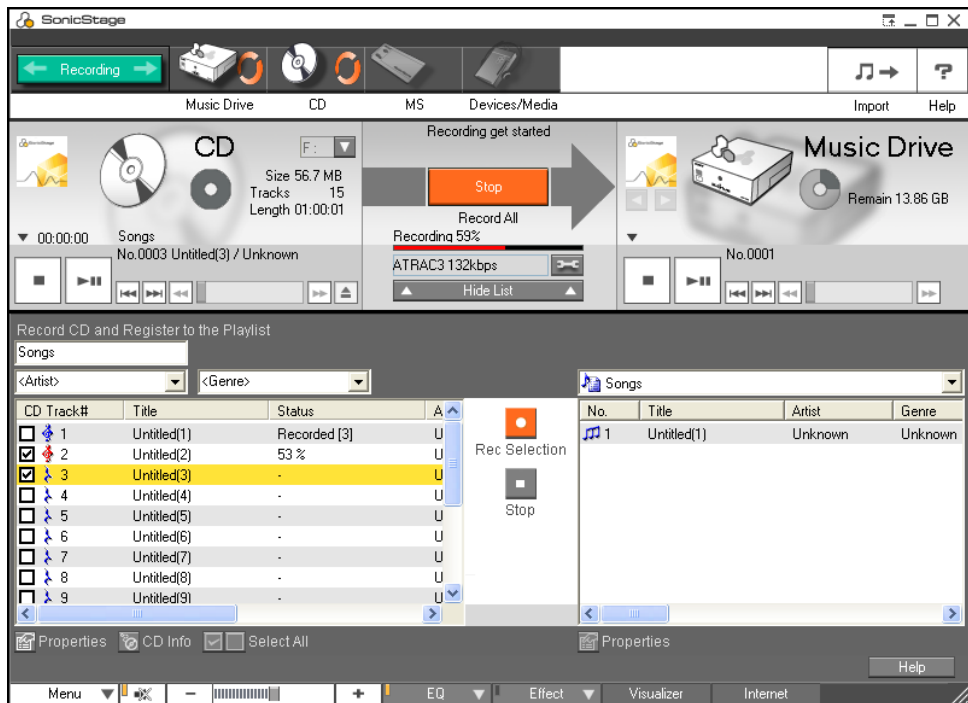 SonicStage
Recording
Music Drive
CD
MS
Devices/Media
Import
Help
SonicStage
CD
F:
Size 56.7 MB
Tracks 15
Length 01:00:01
00:00:00
Songs
No.0003 Untitled(3) / Unknown
Recording get started
Stop
Record All
Recording 59%
ATRAC3 132kbps
Hide List
SonicStage
Music Drive
Remain 13.86 GB
No.0001
Record CD and Register to the Playlist
Songs
<Artist> <Genre>
CD Track# Title Status A
1 Untitled(1) Recorded [3] U
2 Untitled(2) 53 % U
3 Untitled(3) - U
4 Untitled(4) - U
5 Untitled(5) - U
6 Untitled(6) - U
7 Untitled(7) - U
8 Untitled(8) - U
9 Untitled(9) - U
Rec Selection
Stop
Songs
No. Title Artist Genre
1 Untitled(1) Unknown Unknown
Properties CD Info Select All
Properties
Help
Menu - + EQ Effect Visualizer Internet